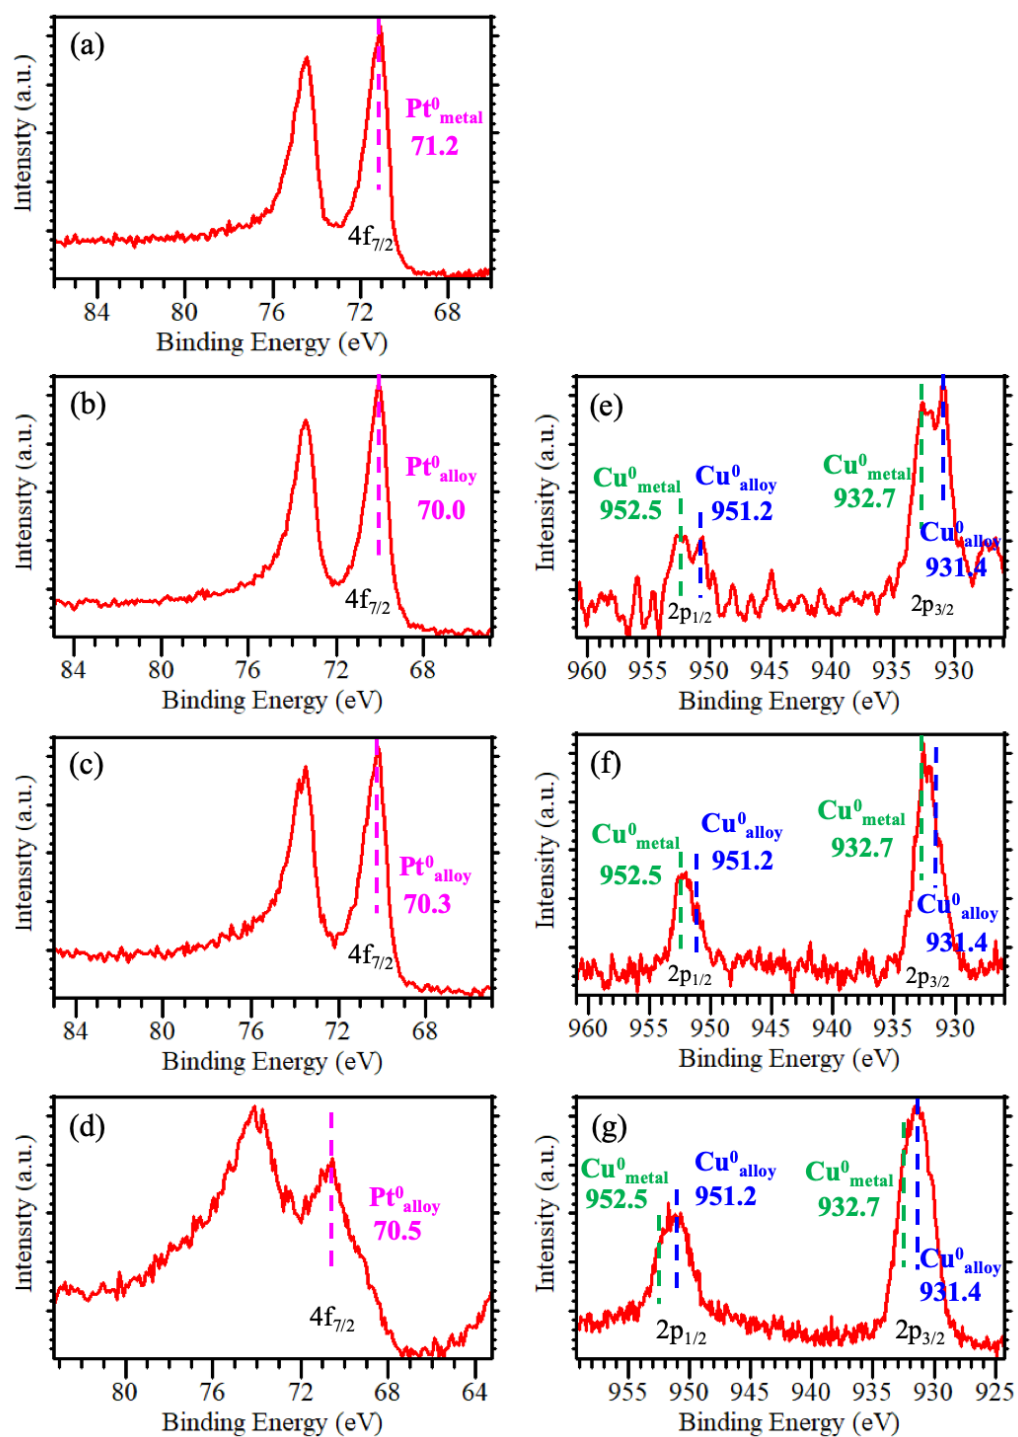 (a)
Intensity (a.u.)
Pt⁰metal
71.2
4f7/2
84 80 76 72 68
Binding Energy (eV)
(b)
Intensity (a.u.)
Pt⁰alloy
70.0
4f7/2
84 80 76 72 68
Binding Energy (eV)
(e)
Intensity (a.u.)
Cu⁰metal
952.5
Cu⁰alloy
951.2
Cu⁰metal
932.7
Cu⁰alloy
931.4
2p1/2
2p3/2
960 955 950 945 940 935 930
Binding Energy (eV)
(c)
Intensity (a.u.)
Pt⁰alloy
70.3
4f7/2
84 80 76 72 68
Binding Energy (eV)
(f)
Intensity (a.u.)
Cu⁰metal
952.5
Cu⁰alloy
951.2
Cu⁰metal
932.7
Cu⁰alloy
931.4
2p1/2
2p3/2
960 955 950 945 940 935 930
Binding Energy (eV)
(d)
Intensity (a.u.)
Pt⁰alloy
70.5
4f7/2
80 76 72 68 64
Binding Energy (eV)
(g)
Intensity (a.u.)
Cu⁰metal
952.5
Cu⁰alloy
951.2
Cu⁰metal
932.7
Cu⁰alloy
931.4
2p1/2
2p3/2
955 950 945 940 935 930 925
Binding Energy (eV)